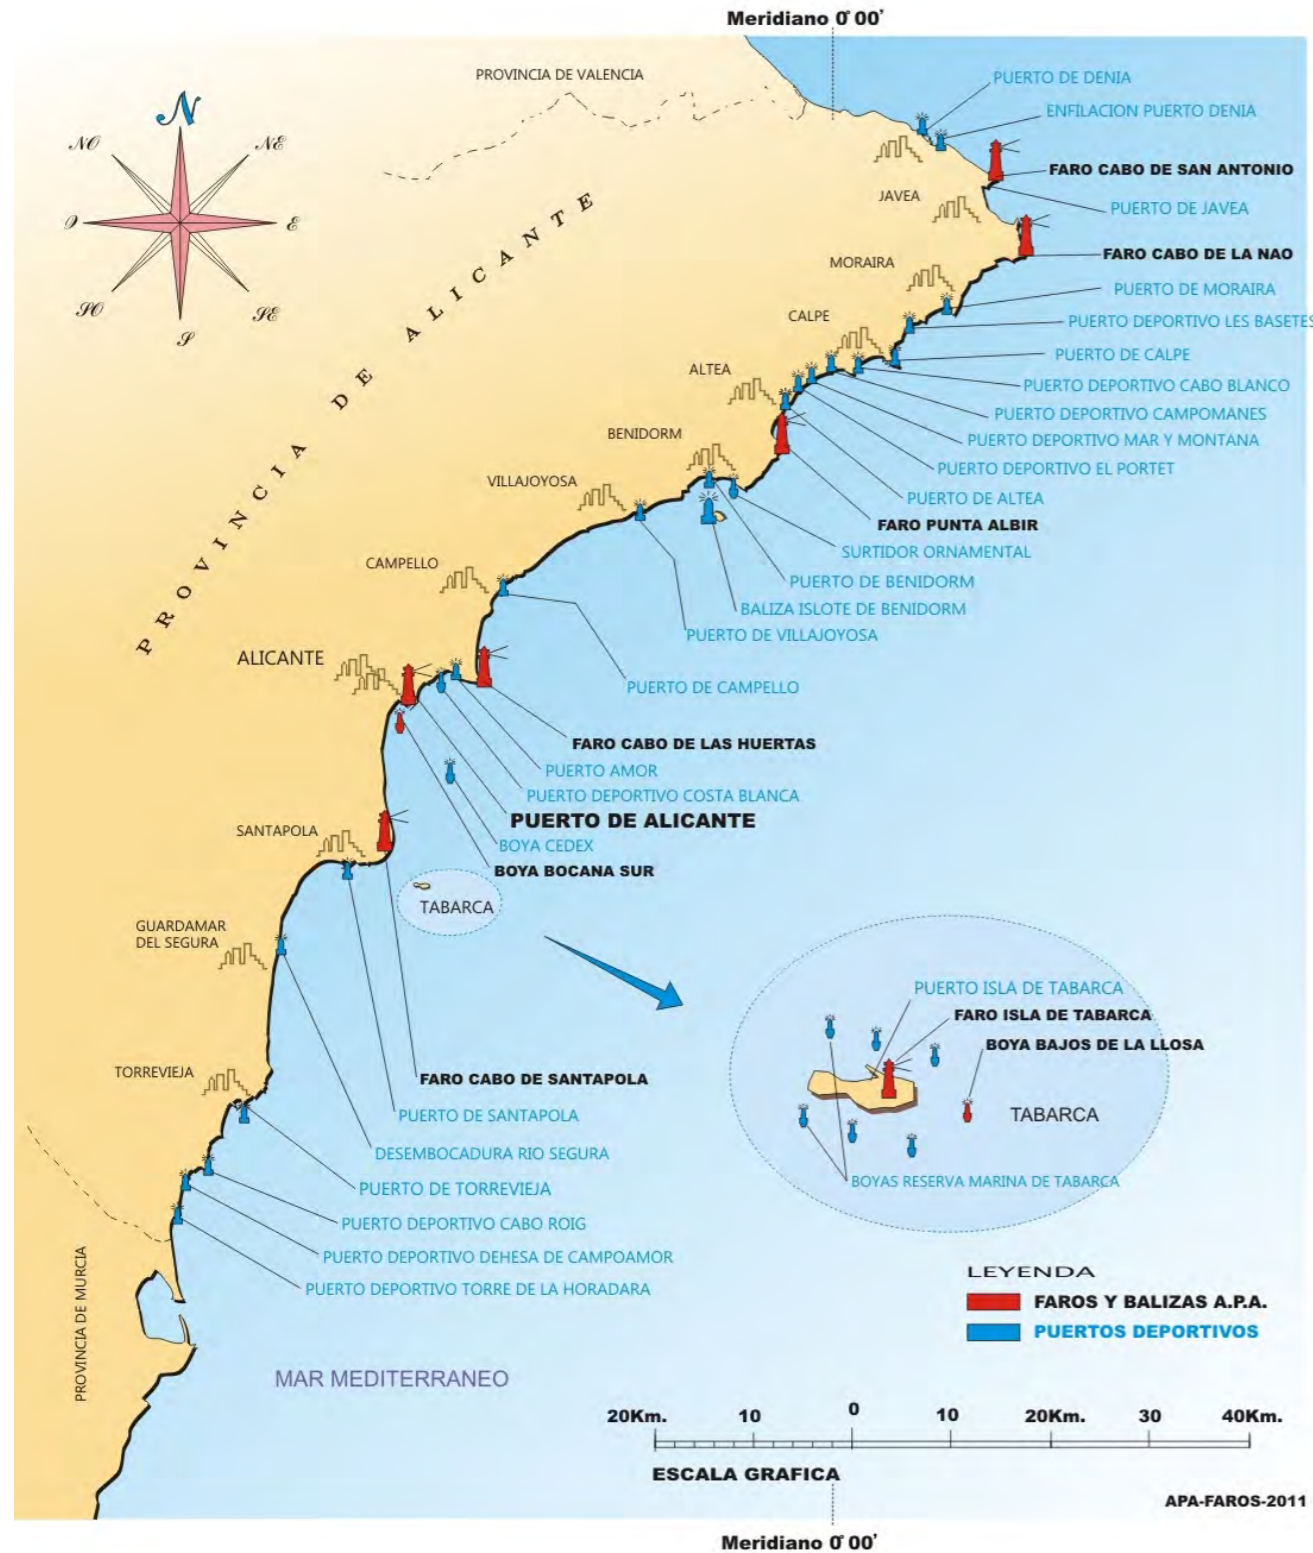 Meridiano 0° 00'
PROVINCIA DE VALENCIA
PUERTO DE DENIA
ENFILACION PUERTO DENIA
N
NO
NE
O
E
SO
SE
S
FARO CABO DE SAN ANTONIO
JAVEA
PUERTO DE JAVEA
FARO CABO DE LA NAO
MORAIRA
PUERTO DE MORAIRA
CALPE
PUERTO DEPORTIVO LES BASETES
PUERTO DE CALPE
ALTEA
PUERTO DEPORTIVO CABO BLANCO
PUERTO DEPORTIVO CAMPOMANES
BENIDORM
PUERTO DEPORTIVO MAR Y MONTANA
PUERTO DEPORTIVO EL PORTET
VILLAJOYOSA
PUERTO DE ALTEA
FARO PUNTA ALBIR
SURTIDOR ORNAMENTAL
CAMPELLO
PUERTO DE BENIDORM
BALIZA ISLOTE DE BENIDORM
PUERTO DE VILLAJOYOSA
PROVINCIA DE ALICANTE
ALICANTE
PUERTO DE CAMPELLO
FARO CABO DE LAS HUERTAS
PUERTO AMOR
PUERTO DEPORTIVO COSTA BLANCA
PUERTO DE ALICANTE
SANTAPOLA
BOYA CEDEX
BOYA BOCANA SUR
TABARCA
GUARDAMAR
DEL SEGURA
PUERTO ISLA DE TABARCA
FARO ISLA DE TABARCA
BOYA BAJOS DE LA LLOSA
TORREVIEJA
FARO CABO DE SANTAPOLA
TABARCA
PUERTO DE SANTAPOLA
DESEMBOCADURA RIO SEGURA
BOYAS RESERVA MARINA DE TABARCA
PUERTO DE TORREVIEJA
PUERTO DEPORTIVO CABO ROIG
PUERTO DEPORTIVO DEHESA DE CAMPOAMOR
PUERTO DEPORTIVO TORRE DE LA HORADARA
PROVINCIA DE MURCIA
LEYENDA
FAROS Y BALIZAS A.P.A.
PUERTOS DEPORTIVOS
MAR MEDITERRANEO
20Km. 10 0 10 20Km. 30 40Km.
ESCALA GRAFICA
APA-FAROS-2011
Meridiano 0° 00'